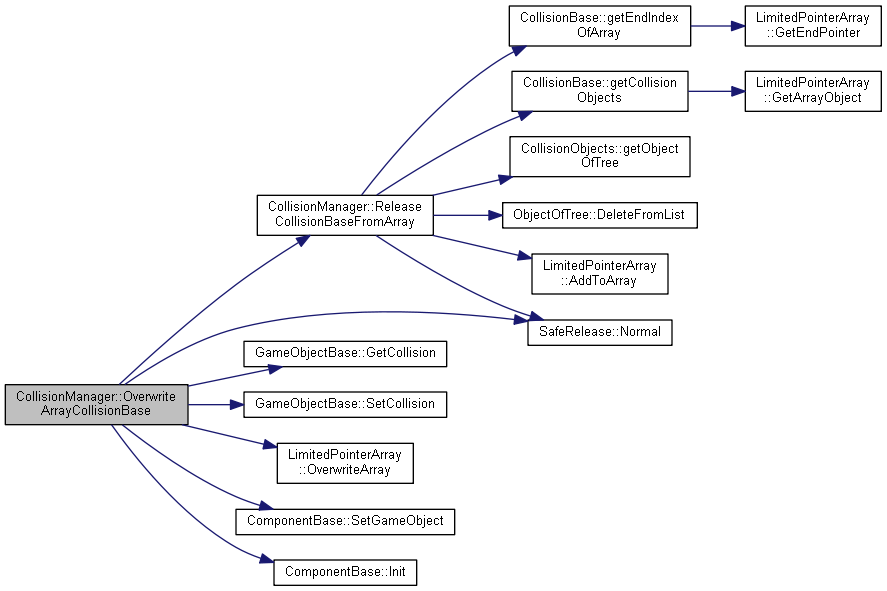 CollisionBase::getEndIndex
OfArray
LimitedPointerArray
::GetEndPointer
CollisionBase::getCollision
Objects
LimitedPointerArray
::GetArrayObject
CollisionObjects::getObject
OfTree
CollisionManager::Release
CollisionBaseFromArray
ObjectOfTree::DeleteFromList
LimitedPointerArray
::AddToArray
SafeRelease::Normal
GameObjectBase::GetCollision
CollisionManager::Overwrite
ArrayCollisionBase
GameObjectBase::SetCollision
LimitedPointerArray
::OverwriteArray
ComponentBase::SetGameObject
ComponentBase::Init